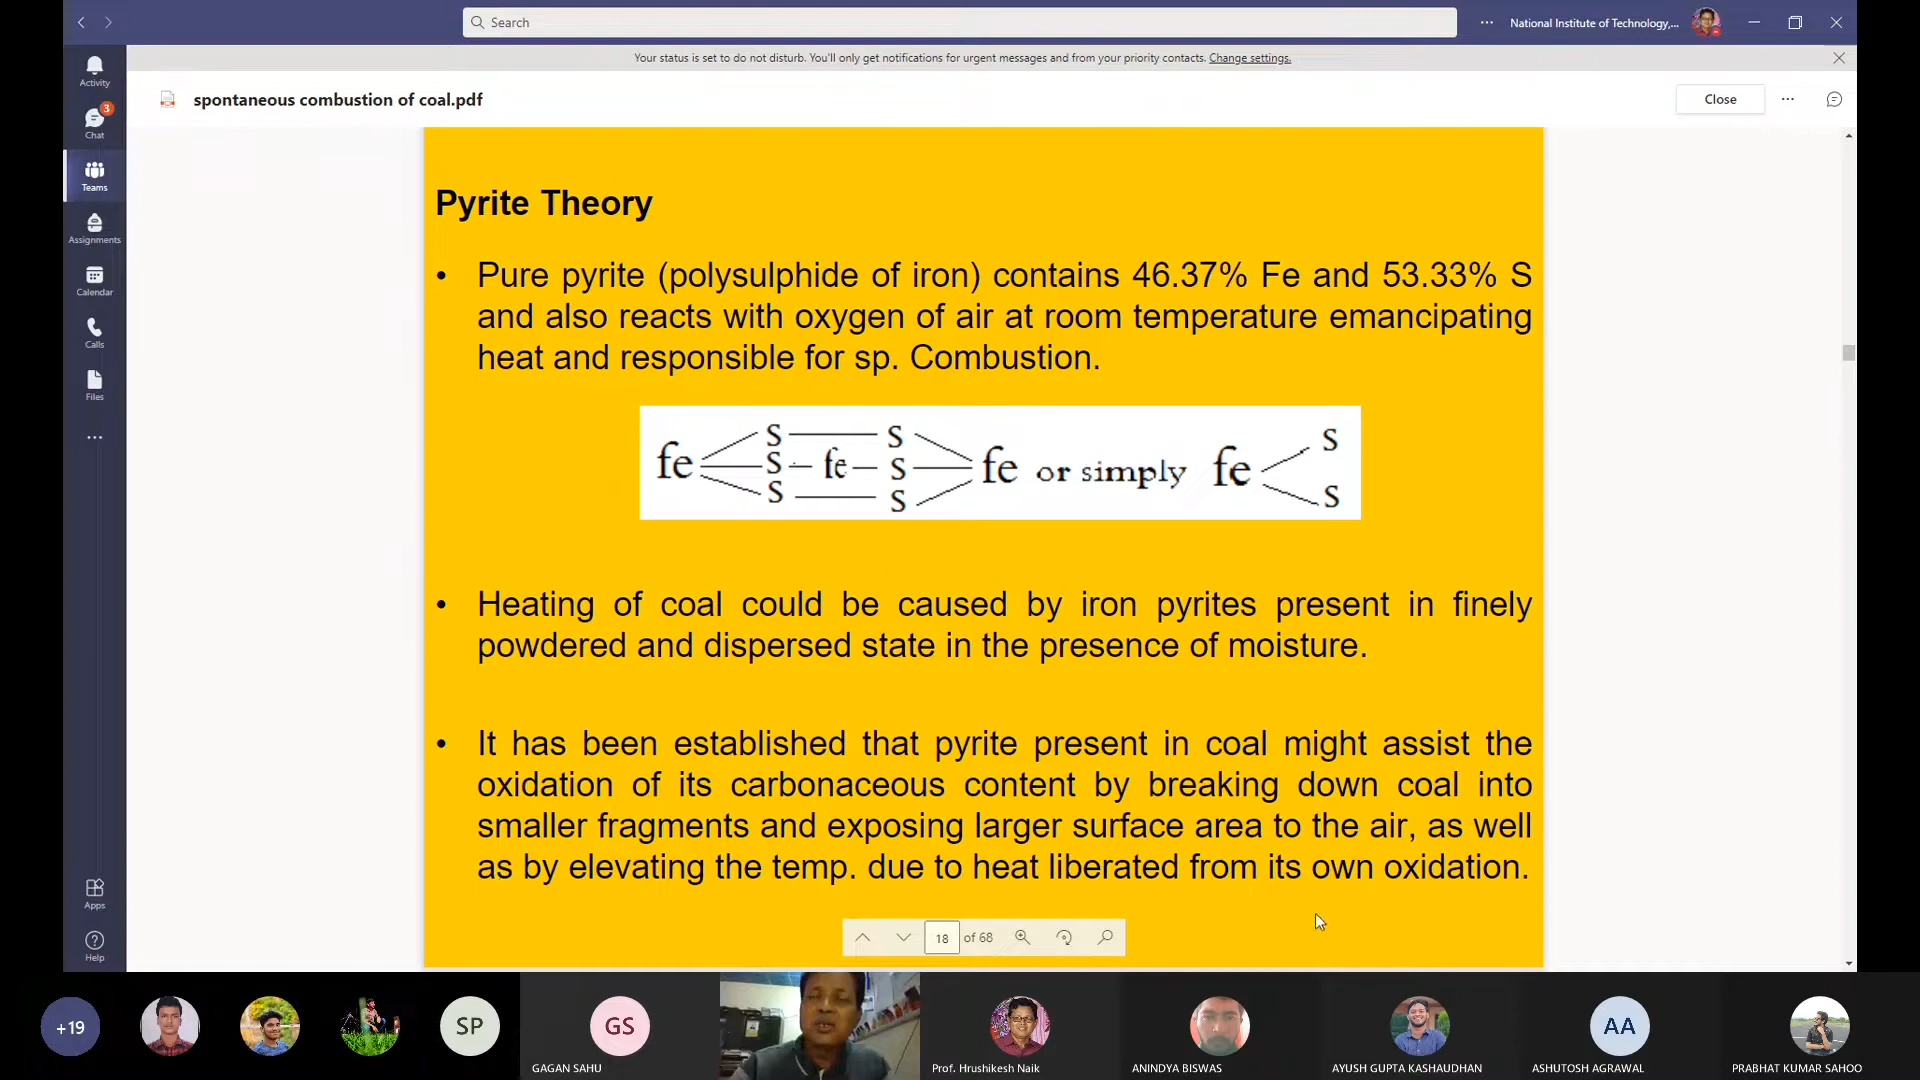 Search
National Institute of Technology,...
Your status is set to do not disturb. You'll only get notifications for urgent messages and from your priority contacts. Change settings.
Activity
3
Chat
Teams
Assignments
Calendar
Calls
Files
Apps
Help
spontaneous combustion of coal.pdf
Close
Pyrite Theory
• Pure pyrite (polysulphide of iron) contains 46.37% Fe and 53.33% S
and also reacts with oxygen of air at room temperature emancipating
heat and responsible for sp. Combustion.
S S S
fe S fe S fe or simply fe
S S S
• Heating of coal could be caused by iron pyrites present in finely
powdered and dispersed state in the presence of moisture.
• It has been established that pyrite present in coal might assist the
oxidation of its carbonaceous content by breaking down coal into
smaller fragments and exposing larger surface area to the air, as well
as by elevating the temp. due to heat liberated from its own oxidation.
18 of 68
+19
SP
GS
GAGAN SAHU
Prof. Hrushikesh Naik
ANINDYA BISWAS
AYUSH GUPTA KASHAUDHAN
AA
ASHUTOSH AGRAWAL
PRABHAT KUMAR SAHOO